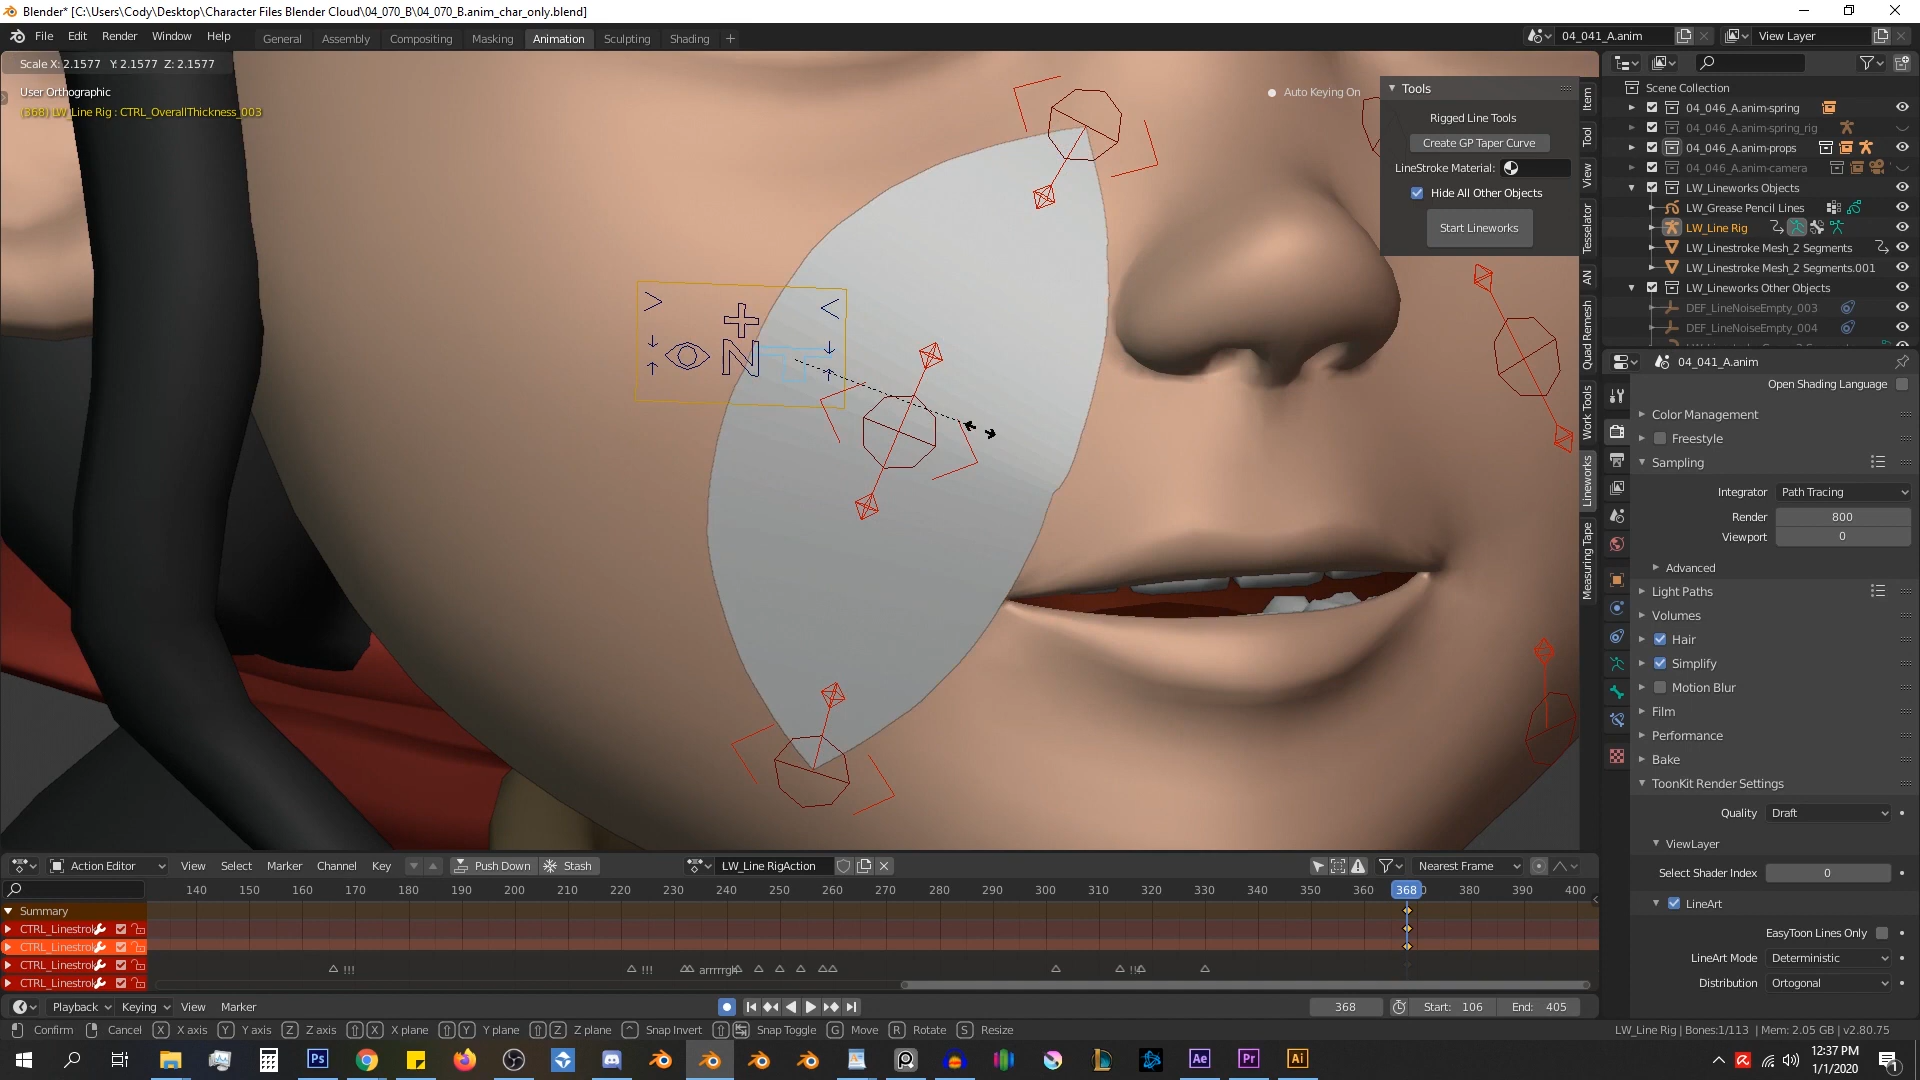 Blender* [C:\Users\Cody\Desktop\Character Files Blender Cloud\04_070_B\04_070_B.anim_char_only.blend]
File Edit Render Window Help General Assembly Compositing Masking Animation Sculpting Shading + 04_041_A.anim View Layer
Scale X: 2.1577 Y: 2.1577 Z: 2.1577
User Orthographic
(368) LW_Line Rig : CTRL_OverallThickness_003
Auto Keying On
Tools
Rigged Line Tools
Create GP Taper Curve
LineStroke Material:
Hide All Other Objects
Start Lineworks
Item
Tool
View
Tesselator
AN
Quad Remesh
Work Tools
Lineworks
Measuring Tape
N T
Scene Collection
04_046_A.anim-spring
04_046_A.anim-spring_rig
04_046_A.anim-props
04_046_A.anim-camera
LW_Lineworks Objects
LW_Grease Pencil Lines
LW_Line Rig
LW_Linestroke Mesh_2 Segments
LW_Linestroke Mesh_2 Segments.001
LW_Lineworks Other Objects
DEF_LineNoiseEmpty_003
DEF_LineNoiseEmpty_004
04_041_A.anim
Open Shading Language
Color Management
Freestyle
Sampling
Integrator Path Tracing
Render 800
Viewport 0
Advanced
Light Paths
Volumes
Hair
Simplify
Motion Blur
Film
Performance
Bake
ToonKit Render Settings
Quality Draft
ViewLayer
Select Shader Index 0
LineArt
EasyToon Lines Only
LineArt Mode Deterministic
Distribution Ortogonal
Action Editor View Select Marker Channel Key Push Down Stash LW_Line RigAction Nearest Frame
140 150 160 170 180 190 200 210 220 230 240 250 260 270 280 290 300 310 320 330 340 350 360 368 380 390 400
Summary
CTRL_Linestrok
CTRL_Linestrok
CTRL_Linestrok
!!! !!! arrrrrgh
CTRL_Linestrok
Playback Keying View Marker 368 Start: 106 End: 405
Confirm Cancel X X axis Y Y axis Z Z axis X X plane Y Y plane Z Z plane ^ Snap Invert Snap Toggle G Move R Rotate S Resize LW_Line Rig | Bones:1/113 | Mem: 2.05 GB | v2.80.75
Ps Ae Pr Ai
12:37 PM
1/1/2020
1